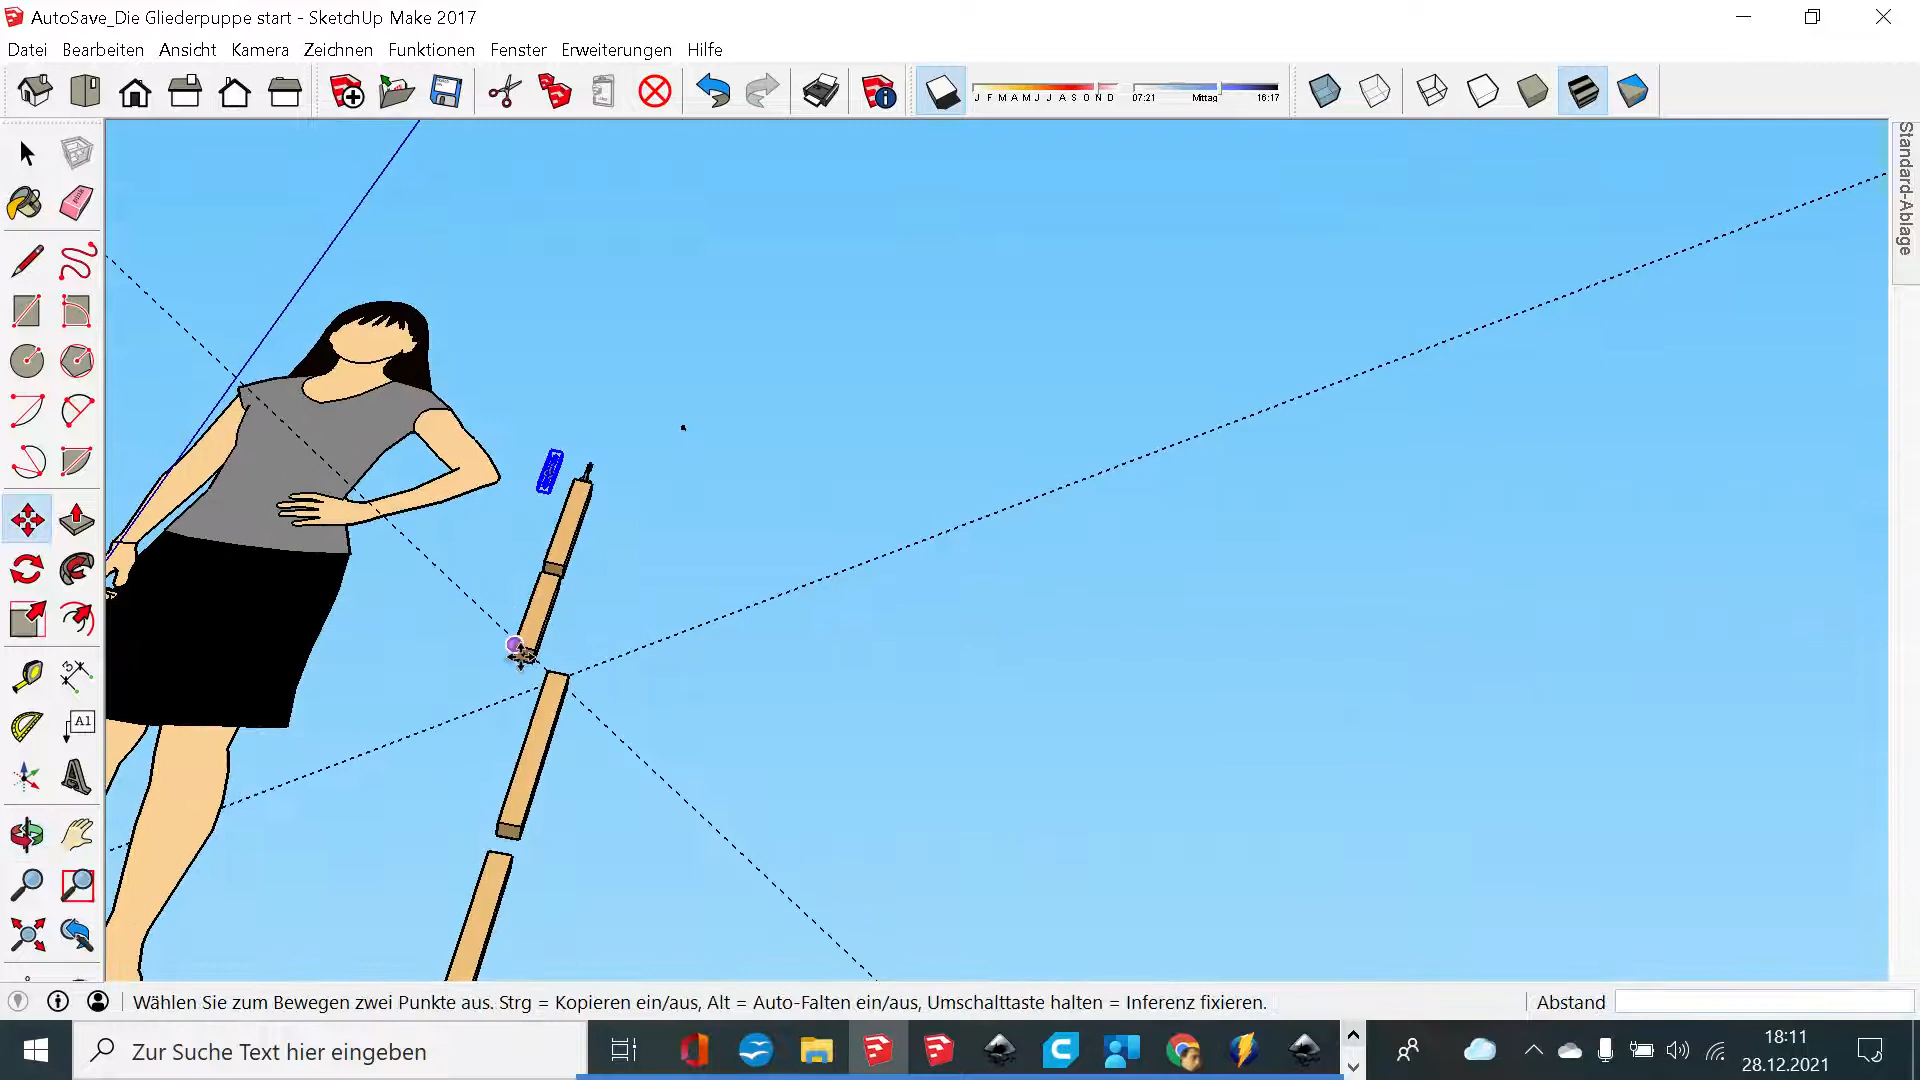 AutoSave_Die Gliederpuppe start - SketchUp Make 2017
Datei Bearbeiten Ansicht Kamera Zeichnen Funktionen Fenster Erweiterungen Hilfe
J F M A M J J A S O N D 07:21 Mittag 16:17
Standard-Ablage
A1
Wählen Sie zum Bewegen zwei Punkte aus. Strg = Kopieren ein/aus, Alt = Auto-Falten ein/aus, Umschalttaste halten = Inferenz fixieren.
Abstand
Zur Suche Text hier eingeben
18:11
28.12.2021